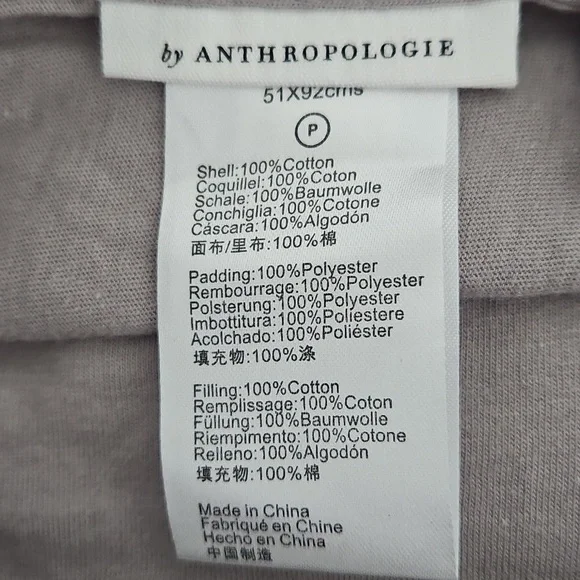 by ANTHROPOLOGIE
51X92cms
P
Shell:100%Cotton
Coquillel:100%Coton
Schale:100%Baumwolle
Conchiglia:100%Cotone
Cáscara:100%Algodón
面布/里布:100%棉
Padding:100%Polyester
Rembourrage:100%Polyester
Polsterung:100%Polyester
Imbottitura:100%Poliestere
Acolchado:100%Poliéster
填充物:100%涤
Filling:100%Cotton
Remplissage:100%Coton
Füllung:100%Baumwolle
Riempimento:100%Cotone
Relleno:100%Algodón
填充物:100%棉
Made in China
Fabriqué en Chine
Hecho en China
中国制造